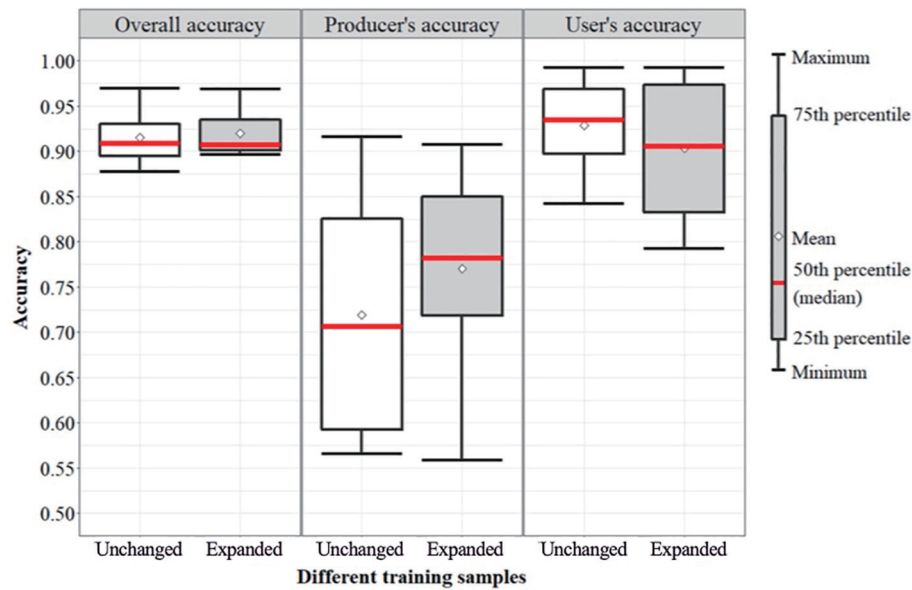 Overall accuracy
Producer's accuracy
User's accuracy
Accuracy
1.00
0.95
0.90
0.85
0.80
0.75
0.70
0.65
0.60
0.55
0.50
Unchanged
Expanded
Unchanged
Expanded
Unchanged
Expanded
Different training samples
Maximum
75th percentile
Mean
50th percentile
(median)
25th percentile
Minimum